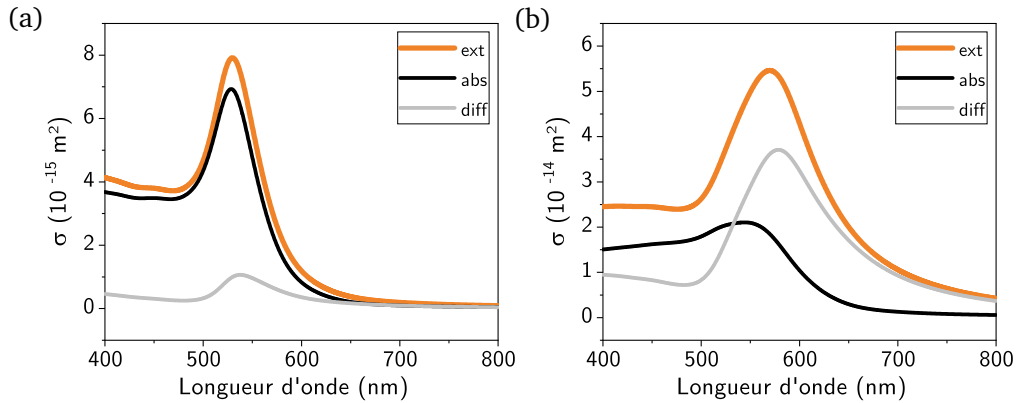 (a)
σ (10 -15 m²)
8
6
4
2
0
400 500 600 700 800
Longueur d'onde (nm)
ext
abs
diff
(b)
σ (10 -14 m²)
6
5
4
3
2
1
0
400 500 600 700 800
Longueur d'onde (nm)
ext
abs
diff